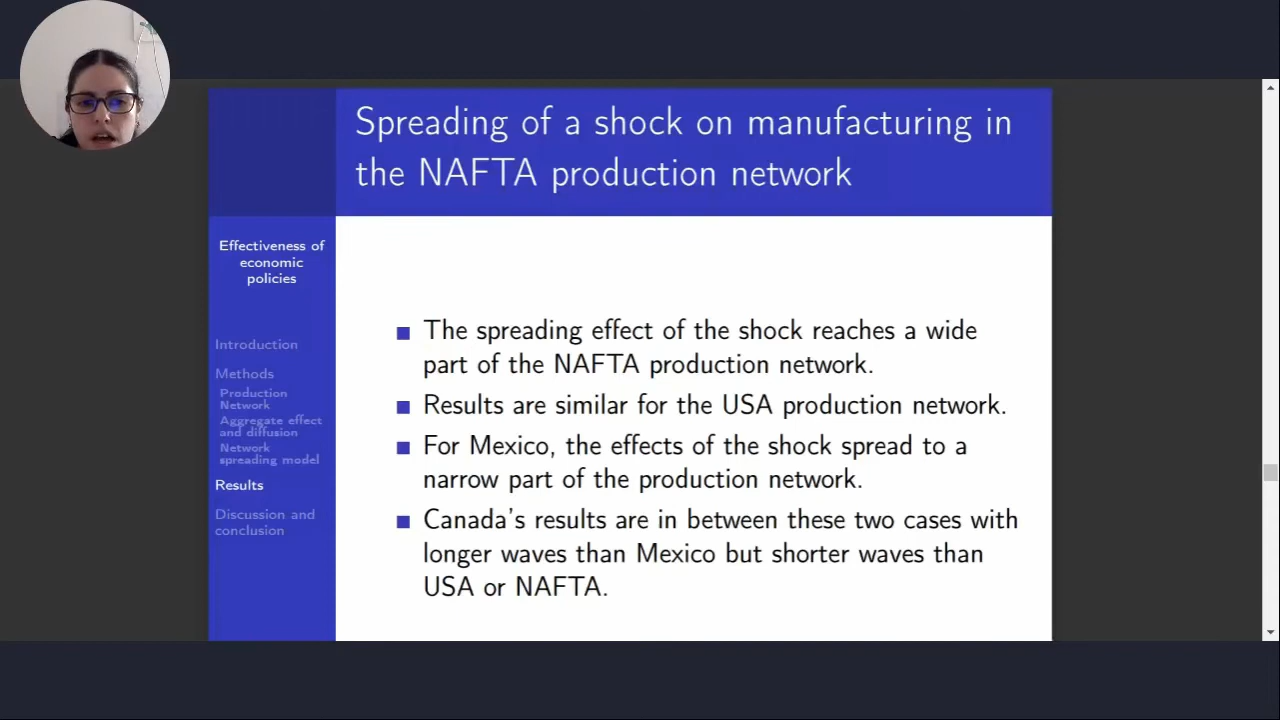 Spreading of a shock on manufacturing in
the NAFTA production network
Effectiveness of
economic
policies
Introduction
Methods
Production
Network
Aggregate effect
and diffusion
Network
spreading model
Results
Discussion and
conclusion
The spreading effect of the shock reaches a wide
part of the NAFTA production network.
Results are similar for the USA production network.
For Mexico, the effects of the shock spread to a
narrow part of the production network.
Canada's results are in between these two cases with
longer waves than Mexico but shorter waves than
USA or NAFTA.